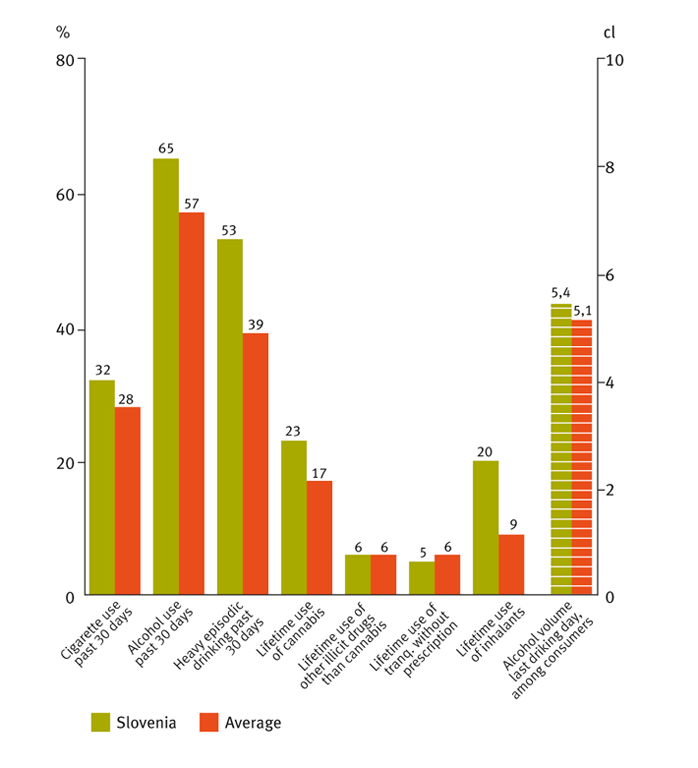 % cl
80 10
65
57
60 8
53
6
5,4
5,1
40 39
32
28
4
23
20 20
17
2
9
6 6 5 6
0 0
Cigarette use
past 30 days
Alcohol use
past 30 days
Heavy episodic
drinking past
30 days
Lifetime use
of cannabis
Lifetime use of
other illicit drugs
than cannabis
Lifetime use of
tranq. without
prescription
Lifetime use
of inhalants
Alcohol volume
last driking day,
among consumers
Slovenia Average